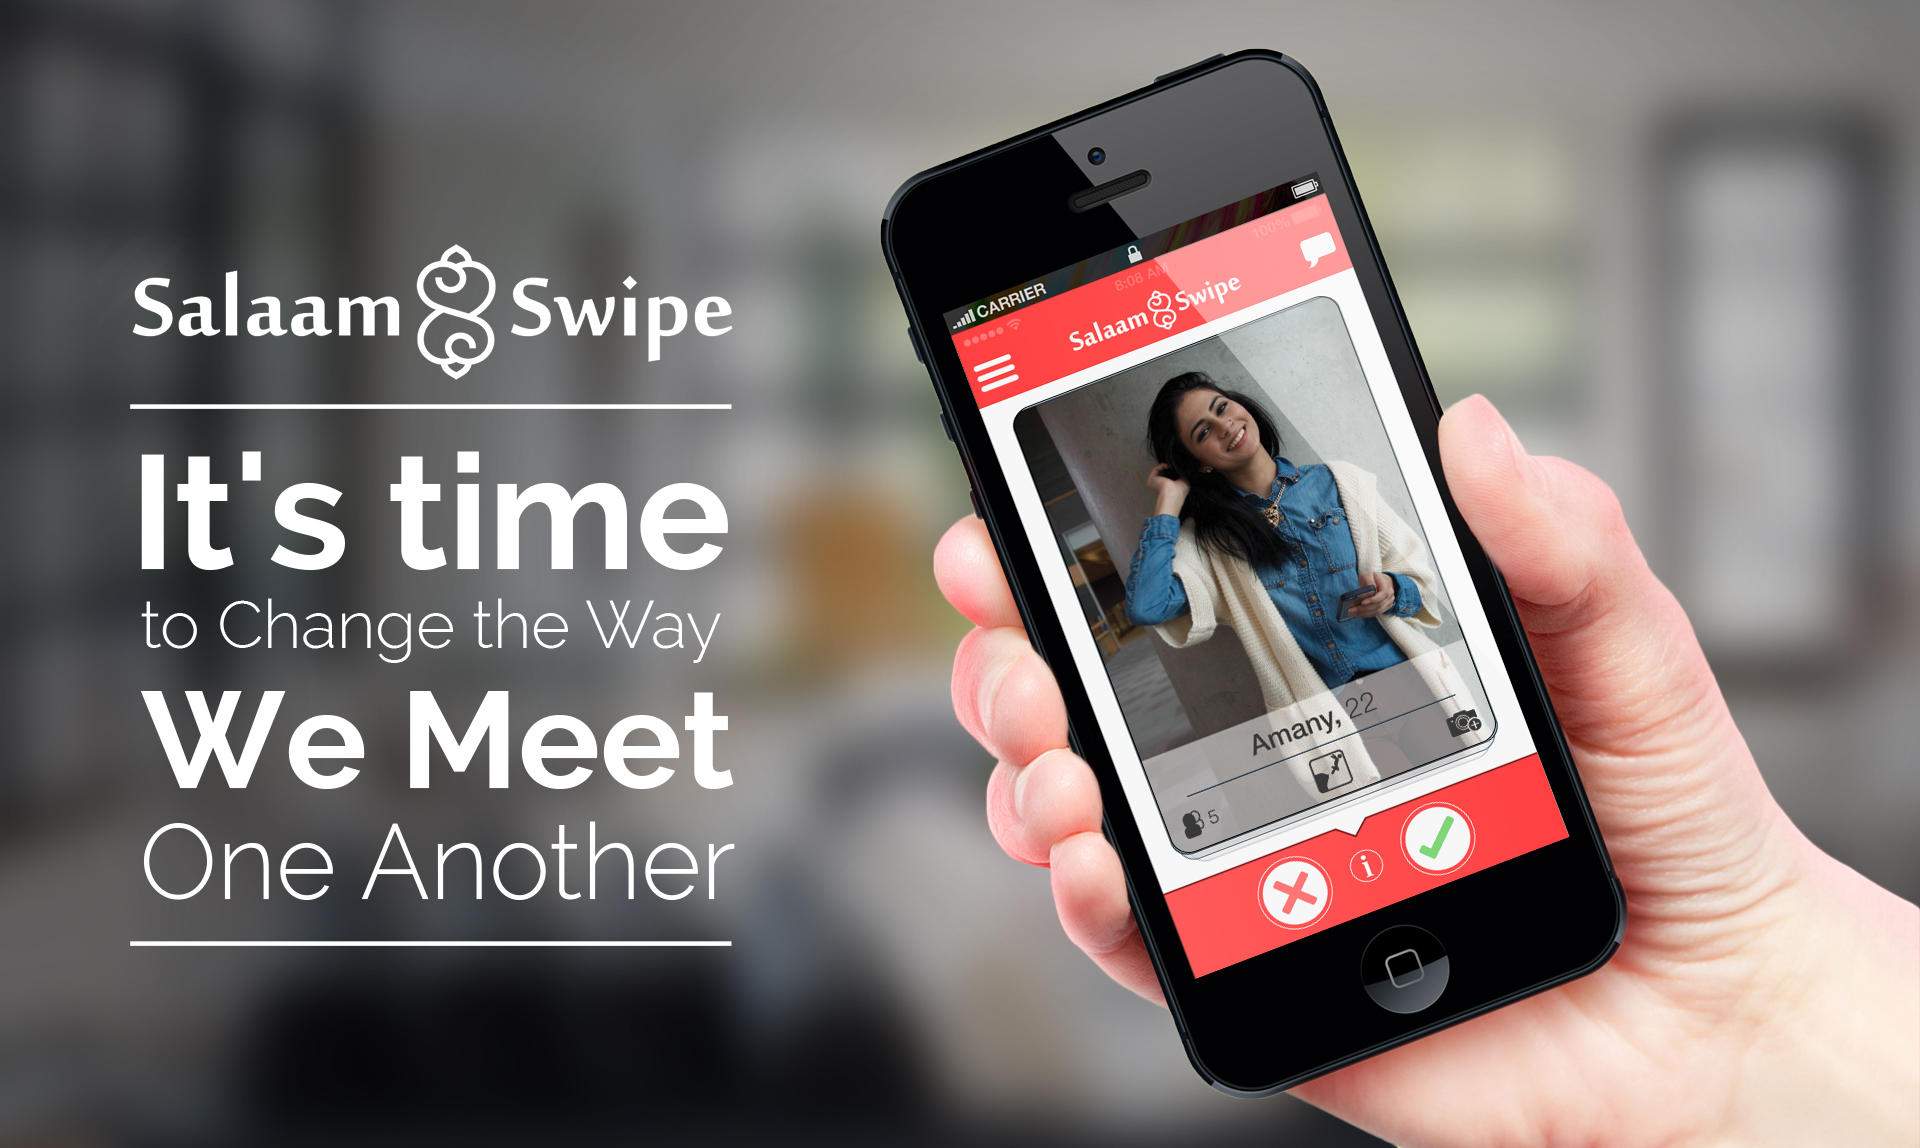 Salaam Swipe
It's time
to Change the Way
We Meet
One Another
CARRIER
100%
8:08 AM
Salaam Swipe
Amany, 22
5
i